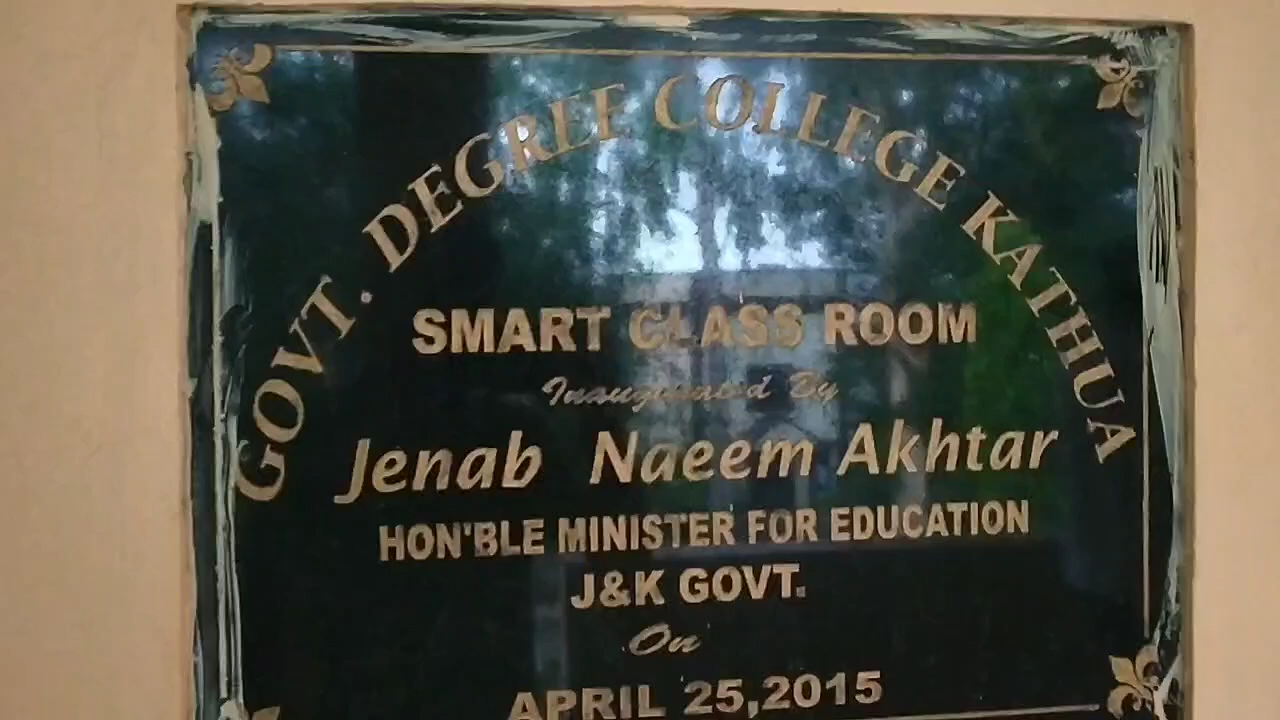 GOVT. DEGREE COLLEGE KATHUA
SMART CLASS ROOM
Inaugurated By
Jenab Naeem Akhtar
HON'BLE MINISTER FOR EDUCATION
J&K GOVT.
On
APRIL 25,2015